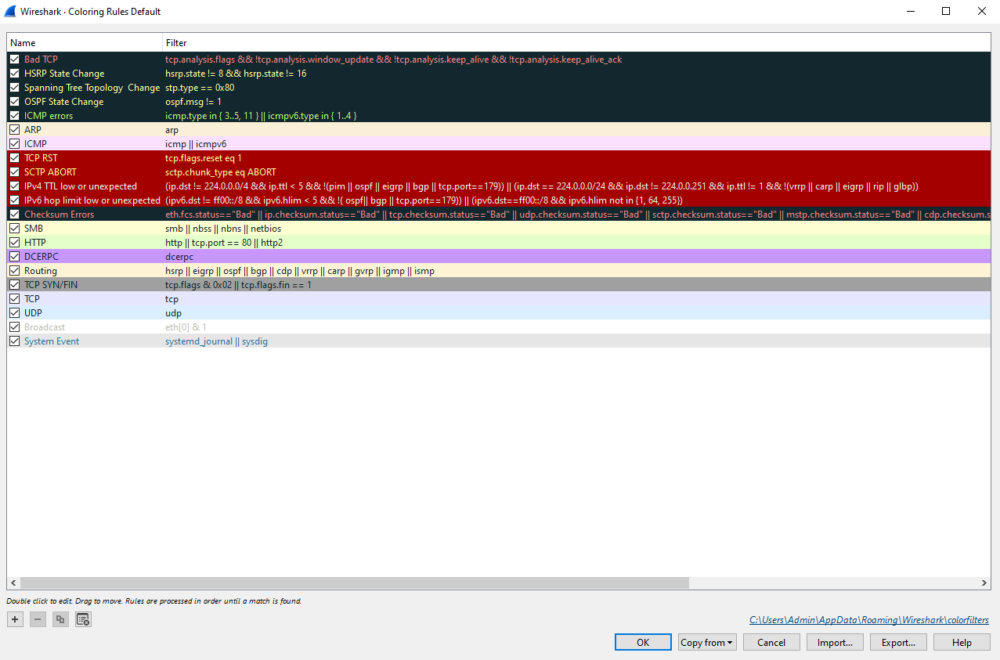 Wireshark · Coloring Rules Default
Name Filter
Bad TCP tcp.analysis.flags && !tcp.analysis.window_update && !tcp.analysis.keep_alive && !tcp.analysis.keep_alive_ack
HSRP State Change hsrp.state != 8 && hsrp.state != 16
Spanning Tree Topology  Change stp.type == 0x80
OSPF State Change ospf.msg != 1
ICMP errors icmp.type in { 3..5, 11 } || icmpv6.type in { 1..4 }
ARP arp
ICMP icmp || icmpv6
TCP RST tcp.flags.reset eq 1
SCTP ABORT sctp.chunk_type eq ABORT
IPv4 TTL low or unexpected (ip.dst != 224.0.0.0/4 && ip.ttl < 5 && !(pim || ospf || eigrp || bgp || tcp.port==179)) || (ip.dst == 224.0.0.0/24 && ip.dst != 224.0.0.251 && ip.ttl != 1 && !(vrrp || carp || eigrp || rip || glbp))
IPv6 hop limit low or unexpected (ipv6.dst != ff00::/8 && ipv6.hlim < 5 && !( ospf|| bgp || tcp.port==179)) || (ipv6.dst==ff00::/8 && ipv6.hlim not in {1, 64, 255})
Checksum Errors eth.fcs.status=="Bad" || ip.checksum.status=="Bad" || tcp.checksum.status=="Bad" || udp.checksum.status=="Bad" || sctp.checksum.status=="Bad" || mstp.checksum.status=="Bad" || cdp.checksum.s
SMB smb || nbss || nbns || netbios
HTTP http || tcp.port == 80 || http2
DCERPC dcerpc
Routing hsrp || eigrp || ospf || bgp || cdp || vrrp || carp || gvrp || igmp || ismp
TCP SYN/FIN tcp.flags & 0x02 || tcp.flags.fin == 1
TCP tcp
UDP udp
Broadcast eth[0] & 1
System Event systemd_journal || sysdig
Double click to edit. Drag to move. Rules are processed in order until a match is found.
C:\Users\Admin\AppData\Roaming\Wireshark\colorfilters
OK Copy from Cancel Import... Export... Help